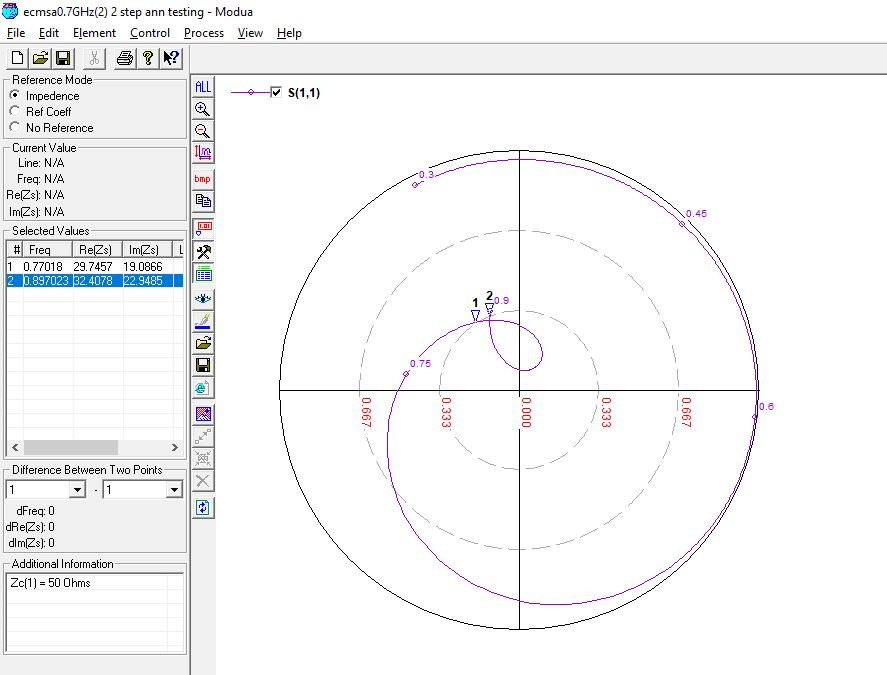 ecmsa0.7GHz(2) 2 step ann testing - Modua
File Edit Element Control Process View Help
Reference Mode
Impedence
Ref Coeff
No Reference
Current Value
Line: N/A
Freq: N/A
Re(Zs): N/A
Im(Zs): N/A
Selected Values
# Freq Re(Zs) Im(Zs) L
1 0.77018 29.7457 19.0866
2 0.897023 32.4078 22.9485
Difference Between Two Points
1 - 1
dFreq: 0
dRe(Zs): 0
dIm(Zs): 0
Additional Information
Zc(1) = 50 Ohms
ALL
bmp
1.01
S(1,1)
0.3
0.45
1 2 0.9
0.75
0.6
0.667 0.333 0.000 0.333 0.667